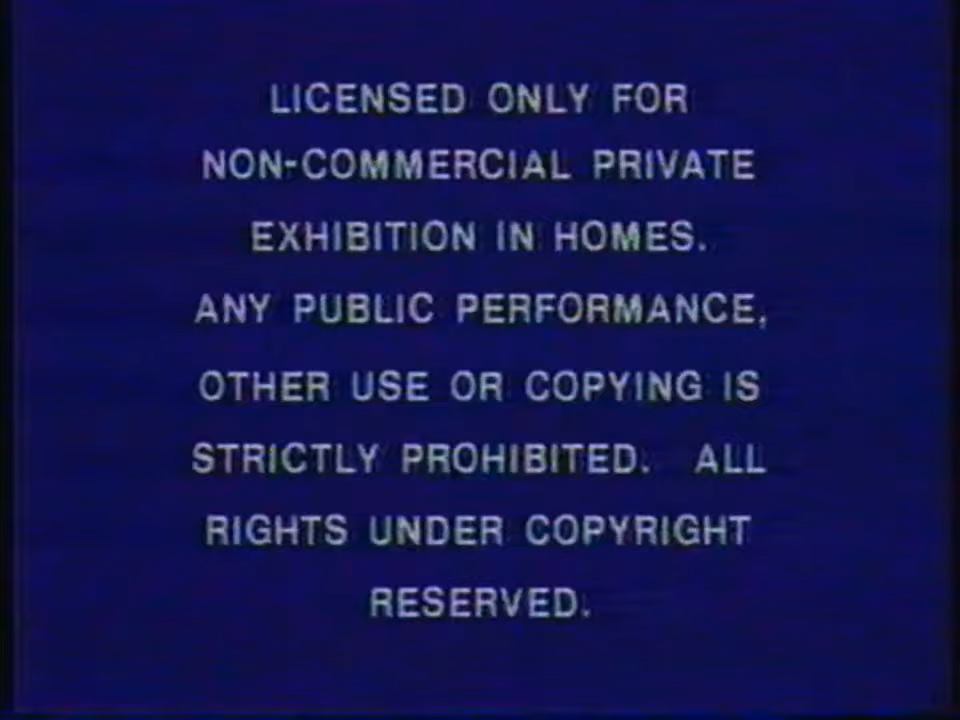 LICENSED ONLY FOR
NON-COMMERCIAL PRIVATE
EXHIBITION IN HOMES.
ANY PUBLIC PERFORMANCE,
OTHER USE OR COPYING IS
STRICTLY PROHIBITED. ALL
RIGHTS UNDER COPYRIGHT
RESERVED.